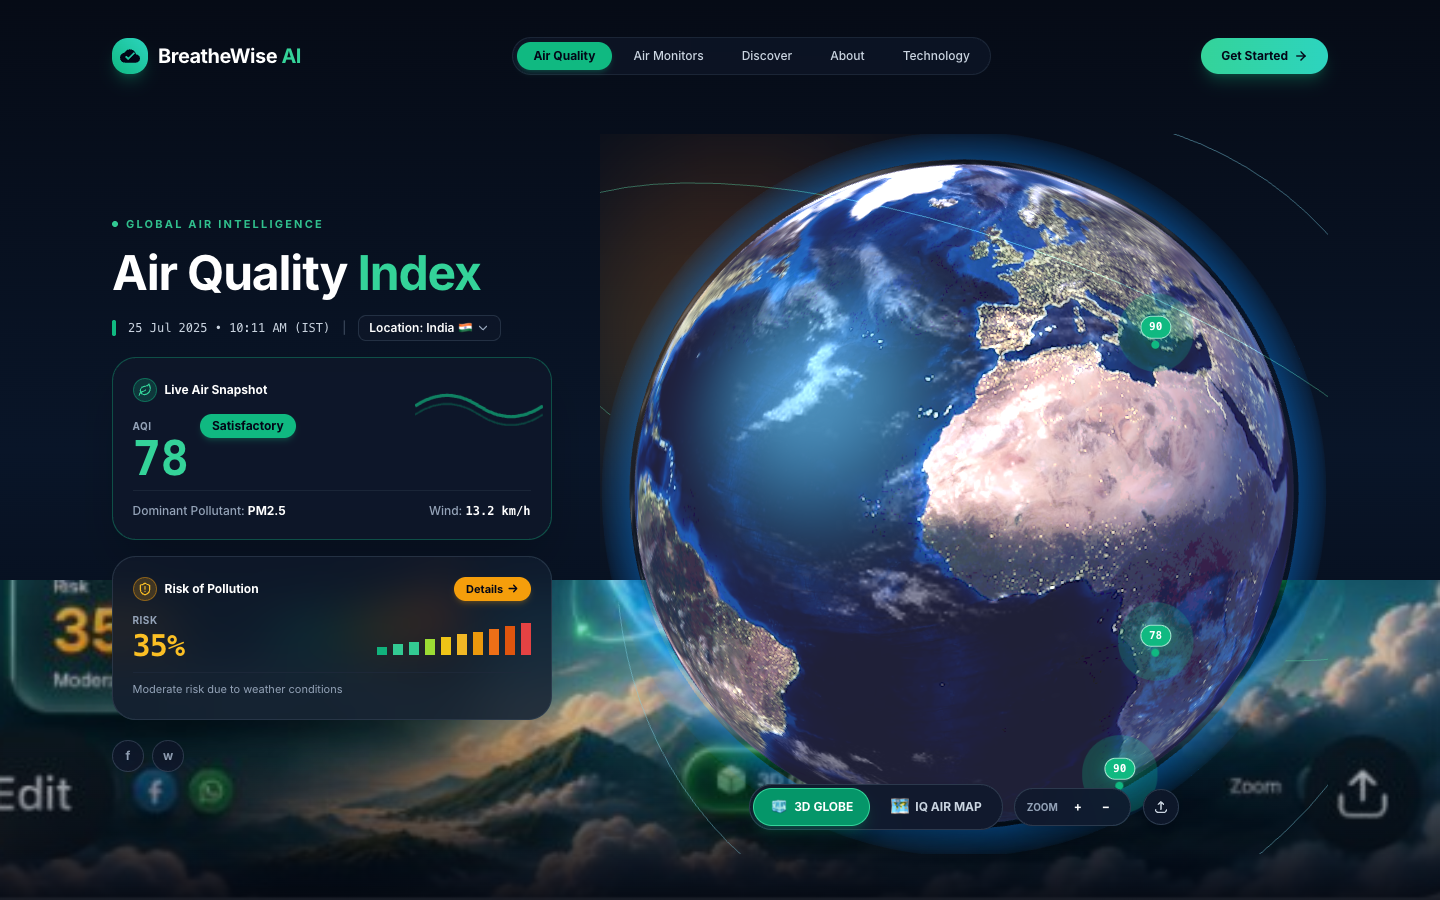 BreatheWise AI
Air Quality
Air Monitors
Discover
About
Technology
Get Started →
• GLOBAL AIR INTELLIGENCE
Air Quality Index
25 Jul 2025 • 10:11 AM (IST) | Location: India 🇮🇳
Live Air Snapshot
AQI
Satisfactory
78
Dominant Pollutant: PM2.5
Wind: 13.2 km/h
Risk of Pollution
Details →
RISK
35%
Moderate risk due to weather conditions
f
w
Risk
35
Edit
90
78
90
3D GLOBE
IQ AIR MAP
ZOOM + −
Zoom